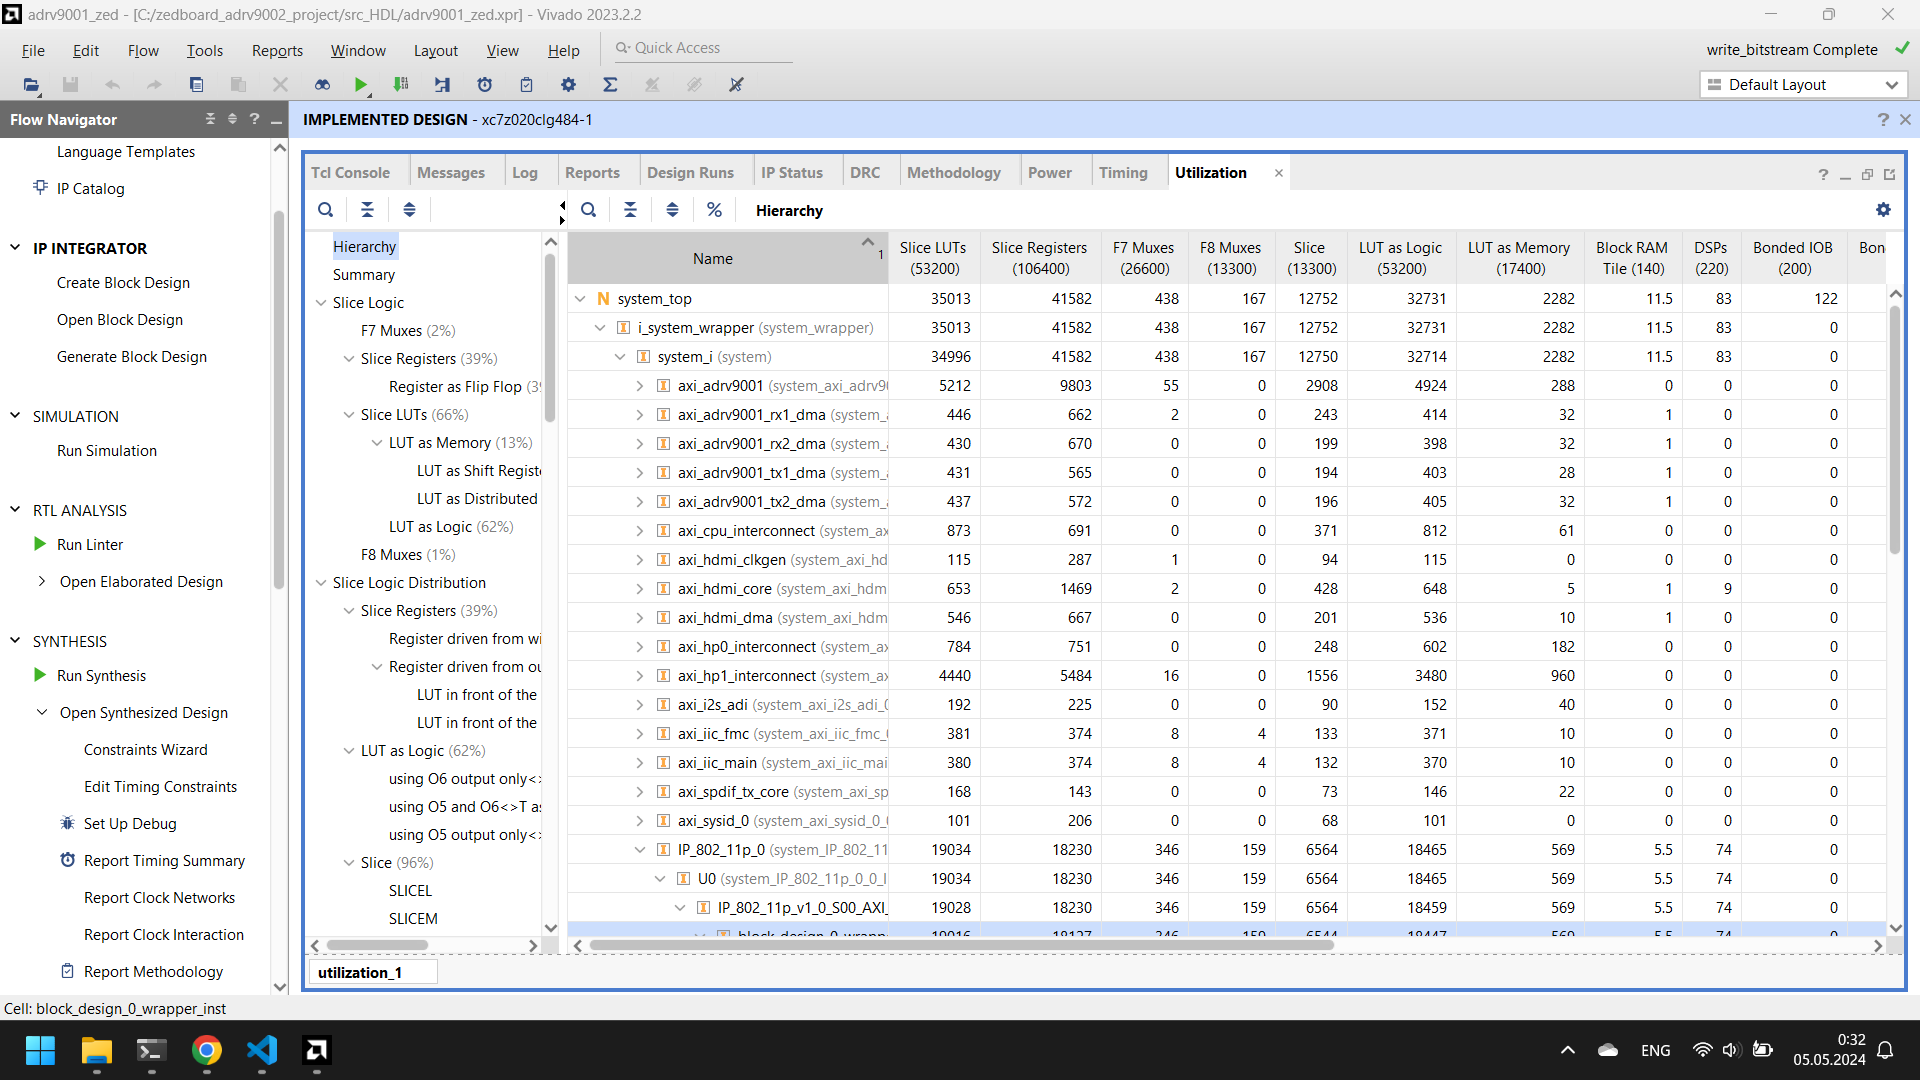 adrv9001_zed - [C:/zedboard_adrv9002_project/src_HDL/adrv9001_zed.xpr] - Vivado 2023.2.2
File Edit Flow Tools Reports Window Layout View Help Quick Access
write_bitstream Complete
Default Layout
Flow Navigator
IMPLEMENTED DESIGN - xc7z020clg484-1
Language Templates
IP Catalog
IP INTEGRATOR
Create Block Design
Open Block Design
Generate Block Design
SIMULATION
Run Simulation
RTL ANALYSIS
Run Linter
Open Elaborated Design
SYNTHESIS
Run Synthesis
Open Synthesized Design
Constraints Wizard
Edit Timing Constraints
Set Up Debug
Report Timing Summary
Report Clock Networks
Report Clock Interaction
Report Methodology
Tcl Console Messages Log Reports Design Runs IP Status DRC Methodology Power Timing Utilization
Hierarchy
Hierarchy
Summary
Slice Logic
F7 Muxes (2%)
Slice Registers (39%)
Register as Flip Flop (39
Slice LUTs (66%)
LUT as Memory (13%)
LUT as Shift Registe
LUT as Distributed
LUT as Logic (62%)
F8 Muxes (1%)
Slice Logic Distribution
Slice Registers (39%)
Register driven from wi
Register driven from ou
LUT in front of the
LUT in front of the
LUT as Logic (62%)
using O6 output only<>
using O5 and O6<>T as
using O5 output only<>
Slice (96%)
SLICEL
SLICEM
Name 1 Slice LUTs (53200) Slice Registers (106400) F7 Muxes (26600) F8 Muxes (13300) Slice (13300) LUT as Logic (53200) LUT as Memory (17400) Block RAM Tile (140) DSPs (220) Bonded IOB (200) Bon
system_top 35013 41582 438 167 12752 32731 2282 11.5 83 122
i_system_wrapper (system_wrapper) 35013 41582 438 167 12752 32731 2282 11.5 83 0
system_i (system) 34996 41582 438 167 12750 32714 2282 11.5 83 0
axi_adrv9001 (system_axi_adrv90 5212 9803 55 0 2908 4924 288 0 0 0
axi_adrv9001_rx1_dma (system_a 446 662 2 0 243 414 32 1 0 0
axi_adrv9001_rx2_dma (system_a 430 670 0 0 199 398 32 1 0 0
axi_adrv9001_tx1_dma (system_a 431 565 0 0 194 403 28 1 0 0
axi_adrv9001_tx2_dma (system_a 437 572 0 0 196 405 32 1 0 0
axi_cpu_interconnect (system_ax 873 691 0 0 371 812 61 0 0 0
axi_hdmi_clkgen (system_axi_hd 115 287 1 0 94 115 0 0 0 0
axi_hdmi_core (system_axi_hdm 653 1469 2 0 428 648 5 1 9 0
axi_hdmi_dma (system_axi_hdm 546 667 0 0 201 536 10 1 0 0
axi_hp0_interconnect (system_ax 784 751 0 0 248 602 182 0 0 0
axi_hp1_interconnect (system_ax 4440 5484 16 0 1556 3480 960 0 0 0
axi_i2s_adi (system_axi_i2s_adi_0 192 225 0 0 90 152 40 0 0 0
axi_iic_fmc (system_axi_iic_fmc_0 381 374 8 4 133 371 10 0 0 0
axi_iic_main (system_axi_iic_mai 380 374 8 4 132 370 10 0 0 0
axi_spdif_tx_core (system_axi_sp 168 143 0 0 73 146 22 0 0 0
axi_sysid_0 (system_axi_sysid_0_0 101 206 0 0 68 101 0 0 0 0
IP_802_11p_0 (system_IP_802_11 19034 18230 346 159 6564 18465 569 5.5 74 0
U0 (system_IP_802_11p_0_0_I 19034 18230 346 159 6564 18465 569 5.5 74 0
IP_802_11p_v1_0_S00_AXI_ 19028 18230 346 159 6564 18459 569 5.5 74 0
block_design_0_wrapp 19016 18127 346 159 6544 18447 569 5.5 74 0
utilization_1
Cell: block_design_0_wrapper_inst
ENG
0:32
05.05.2024